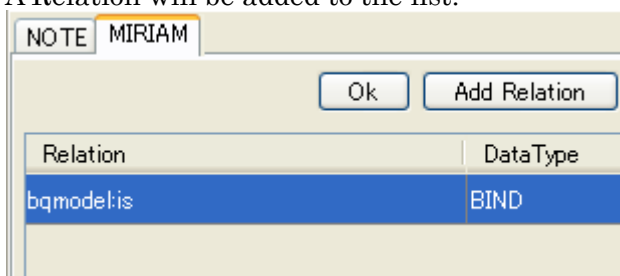 A Relation will be added to the list.
NOTE MIRIAM
Ok Add Relation
Relation DataType
bqmodel:is BIND